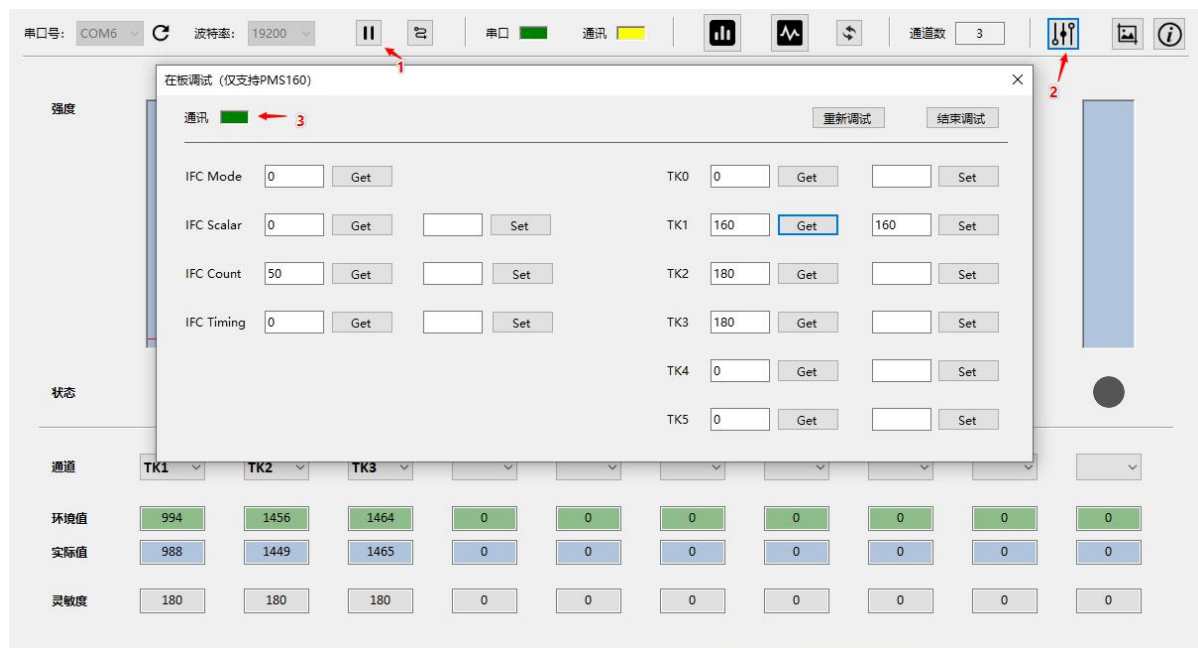 串口号: COM6 波特率: 19200 串口 通讯 通道数 3
1
2
在板调试（仅支持PMS160）
强度
通讯 3 重新调试 结束调试
IFC Mode 0 Get TK0 0 Get Set
IFC Scalar 0 Get Set TK1 160 Get 160 Set
IFC Count 50 Get Set TK2 180 Get Set
IFC Timing 0 Get Set TK3 180 Get Set
状态 TK4 0 Get Set
TK5 0 Get Set
通道 TK1 TK2 TK3
环境值 994 1456 1464 0 0 0 0 0 0 0
实际值 988 1449 1465 0 0 0 0 0 0 0
灵敏度 180 180 180 0 0 0 0 0 0 0